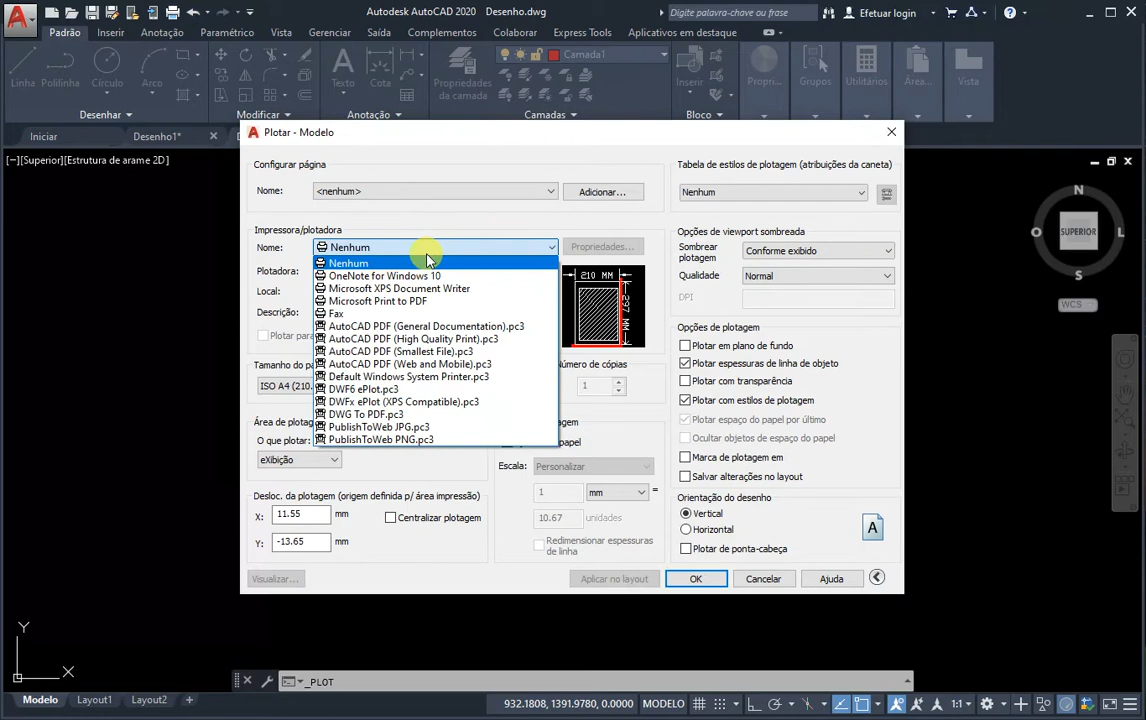 Autodesk AutoCAD 2020 Desenho.dwg
Digite palavra-chave ou frase
Efetuar login
Padrão Inserir Anotação Paramétrico Vista Gerenciar Saída Complementos Colaborar Express Tools Aplicativos em destaque
Linha Polilinha Círculo Arco
Texto Cota
Propriedades da camada
Camada1
Inserir
Propri...
Grupos
Utilitários
Área...
Vista
Desenhar Modificar Anotação Camadas Bloco
Iniciar Desenho1*
[−][Superior][Estrutura de arame 2D]
Plotar - Modelo
Configurar página
Nome: <nenhum> Adicionar...
Impressora/plotadora
Nome: Nenhum Propriedades...
Plotadora:
Local:
Descrição:
Plotar para
Nenhum
OneNote for Windows 10
Microsoft XPS Document Writer
Microsoft Print to PDF
Fax
AutoCAD PDF (General Documentation).pc3
AutoCAD PDF (High Quality Print).pc3
AutoCAD PDF (Smallest File).pc3
AutoCAD PDF (Web and Mobile).pc3
Default Windows System Printer.pc3
DWF6 ePlot.pc3
DWFx ePlot (XPS Compatible).pc3
DWG To PDF.pc3
PublishToWeb JPG.pc3
PublishToWeb PNG.pc3
210 MM
297 MM
Tamanho do pa
ISO A4 (210.
Número de cópias
1
Área de plota
O que plotar:
eXibição
Desloc. da plotagem (origem definida p/ área impressão)
X: 11.55 mm Centralizar plotagem
Y: -13.65 mm
Escala: Personalizar
1 mm =
10.67 unidades
Redimensionar espessuras de linha
Tabela de estilos de plotagem (atribuições da caneta)
Nenhum
Opções de viewport sombreada
Sombrear plotagem Conforme exibido
Qualidade Normal
DPI
Opções de plotagem
Plotar em plano de fundo
Plotar espessuras de linha de objeto
Plotar com transparência
Plotar com estilos de plotagem
Plotar espaço do papel por último
Ocultar objetos de espaço do papel
Marca de plotagem em
Salvar alterações no layout
Orientação do desenho
Vertical
Horizontal
Plotar de ponta-cabeça
A
Visualizar... Aplicar no layout OK Cancelar Ajuda
N
O SUPERIOR L
S
WCS
Y
X
_PLOT
Modelo Layout1 Layout2 +
932.1808, 1391.9780, 0.0000 MODELO 1:1